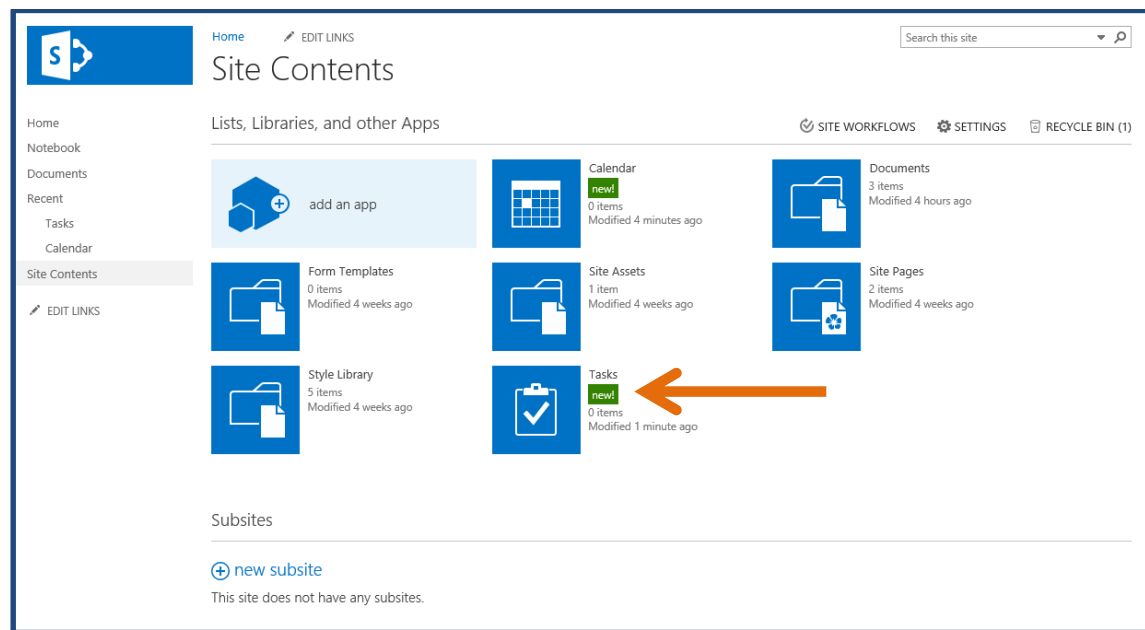 S
Home EDIT LINKS
Search this site
Site Contents
Home
Notebook
Documents
Recent
Tasks
Calendar
Site Contents
EDIT LINKS
Lists, Libraries, and other Apps
SITE WORKFLOWS SETTINGS RECYCLE BIN (1)
add an app
Calendar
new!
0 items
Modified 4 minutes ago
Documents
3 items
Modified 4 hours ago
Form Templates
0 items
Modified 4 weeks ago
Site Assets
1 item
Modified 4 weeks ago
Site Pages
2 items
Modified 4 weeks ago
Style Library
5 items
Modified 4 weeks ago
Tasks
new!
0 items
Modified 1 minute ago
Subsites
new subsite
This site does not have any subsites.